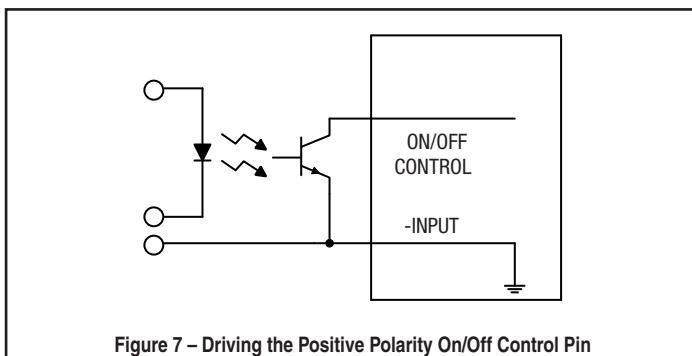 ON/OFF
CONTROL
-INPUT
Figure 7 – Driving the Positive Polarity On/Off Control Pin